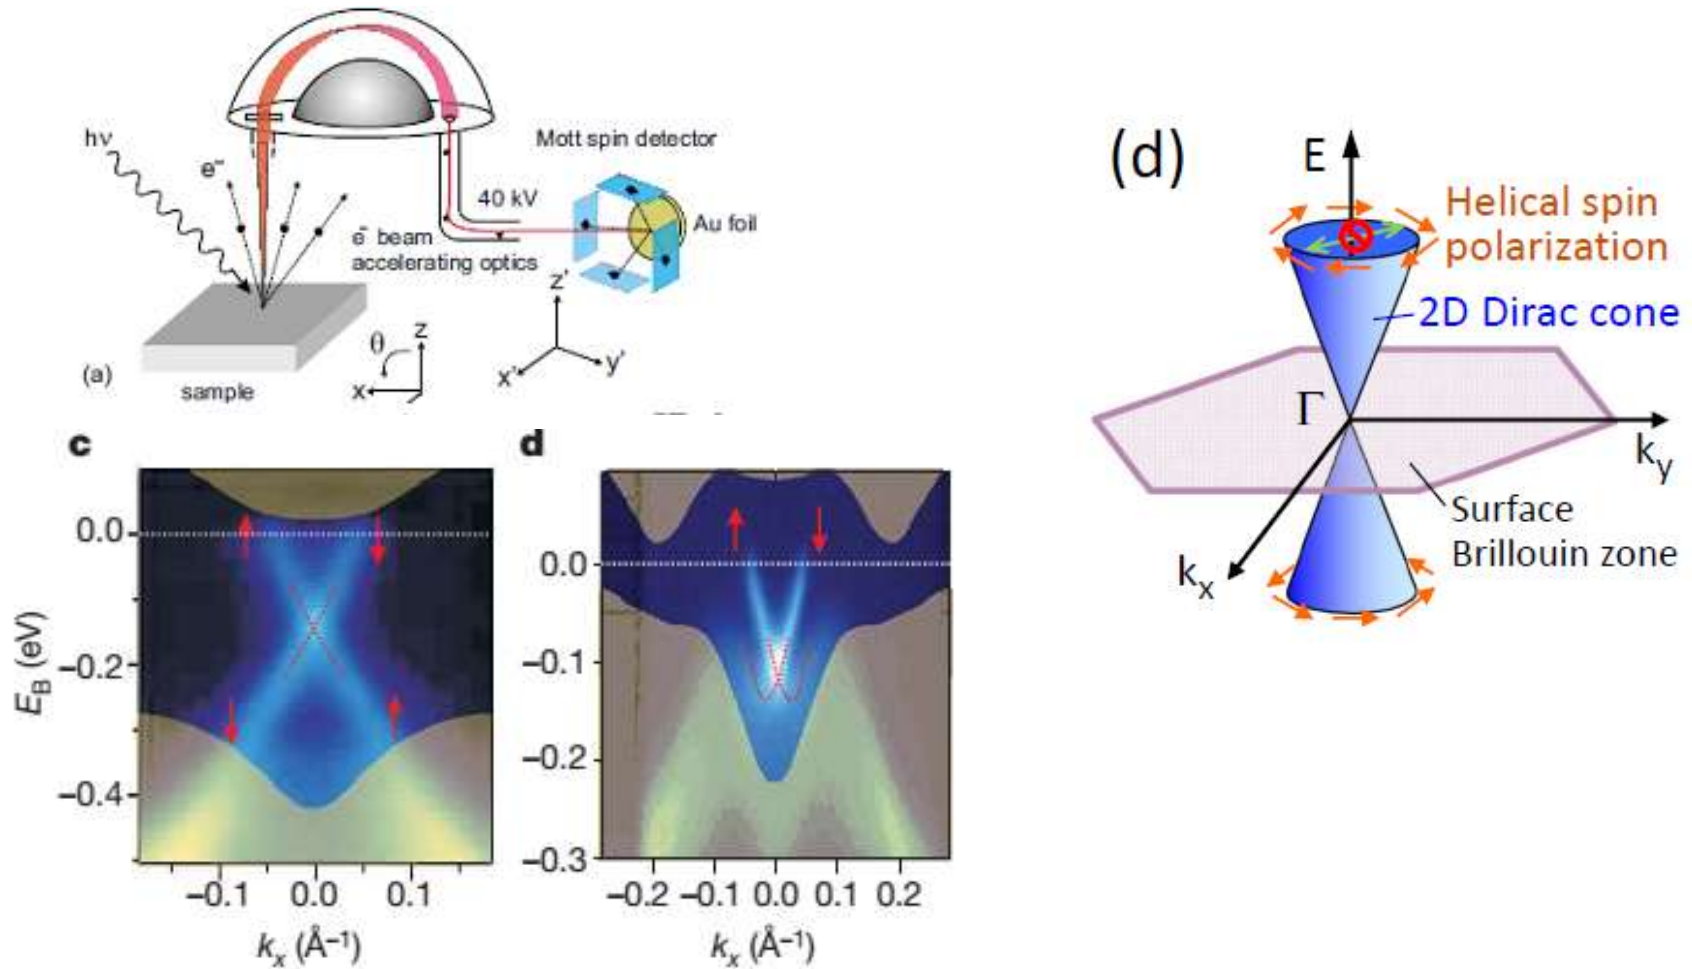 hν
e⁻
Mott spin detector
40 kV
Au foil
e⁻ beam
accelerating optics
z'
x'
y'
θ
z
x
(a)
sample
c
0.0
−0.2
−0.4
E_B (eV)
−0.1 0.0 0.1
k_x (Å⁻¹)
d
0.0
−0.1
−0.2
−0.3
−0.2 −0.1 0.0 0.1 0.2
k_x (Å⁻¹)
(d)
E
Helical spin
polarization
2D Dirac cone
Γ
k_y
k_x
Surface
Brillouin zone